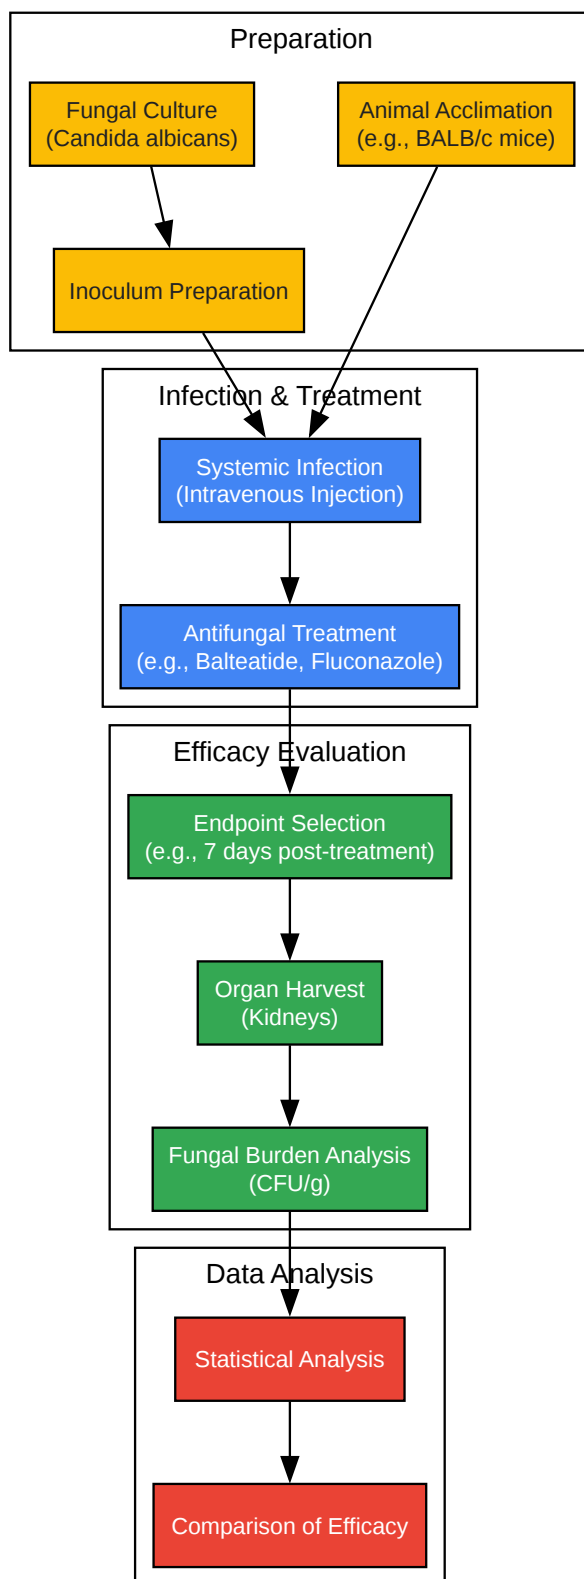 Preparation
Fungal Culture
(Candida albicans)
Animal Acclimation
(e.g., BALB/c mice)
Inoculum Preparation
Infection & Treatment
Systemic Infection
(Intravenous Injection)
Antifungal Treatment
(e.g., Balteatide, Fluconazole)
Efficacy Evaluation
Endpoint Selection
(e.g., 7 days post-treatment)
Organ Harvest
(Kidneys)
Fungal Burden Analysis
(CFU/g)
Data Analysis
Statistical Analysis
Comparison of Efficacy